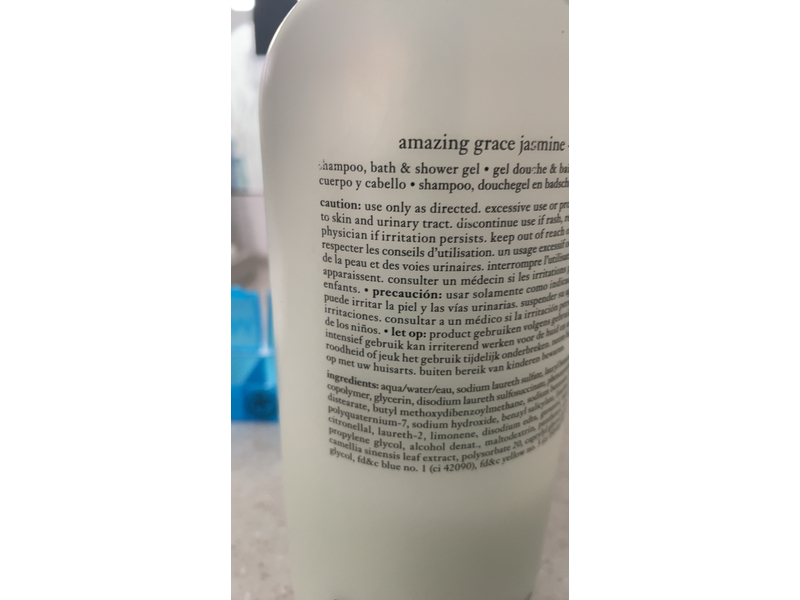 amazing grace jasmine
shampoo, bath & shower gel • gel douche &
cuerpo y cabello • shampoo, douchegel en
caution: use only as directed. excessive use or
to skin and urinary tract. discontinue use if rash,
physician if irritation persists. keep out of reach
respecter les conseils d'utilisation. un usage excessif
de la peau et des voies urinaires. interrompre
apparaissent. consulter un médecin si les irritations
enfants. • precaución: usar solamente como
puede irritar la piel y las vías urinarias. suspender su
irritaciones. consultar a un médico si la irritación
de los niños. • let op: product gebruiken volgens
intensief gebruik kan irriterend werken voor de huid
roodheid of jeuk het gebruik tijdelijk onderbreken.
op met uw huisarts. buiten bereik van kinderen
ingredients: aqua/water/eau, sodium laureth sulfate,
copolymer, glycerin, disodium laureth sulfosuccinate,
distearate, butyl methoxydibenzoylmethane, sodium
polyquaternium-7, sodium hydroxide, benzyl salicylate,
citronellal, laureth-2, limonene, disodium edta,
propylene glycol, alcohol denat., maltodextrin,
camellia sinensis leaf extract, polysorbate 20,
glycol, fd&c blue no. 1 (ci 42090), fd&c yellow no.